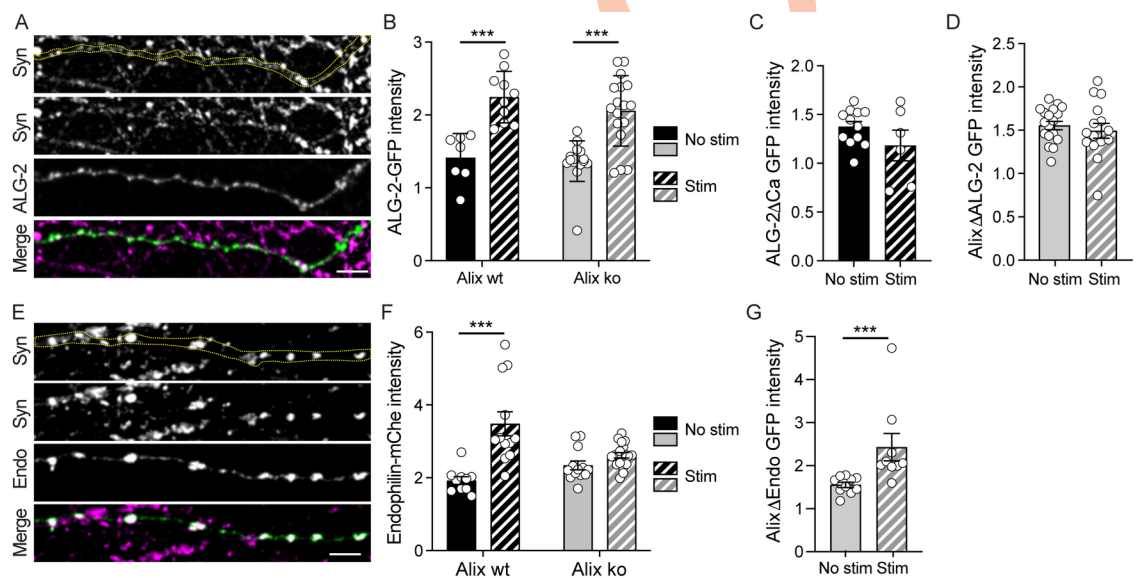 A
Syn
Syn
ALG-2
Merge
B
ALG-2-GFP intensity
3
2
1
0
***
***
Alix wt
Alix ko
No stim
Stim
C
ALG-2ΔCa GFP intensity
2.0
1.5
1.0
0.5
0.0
No stim Stim
D
AlixΔALG-2 GFP intensity
2.5
2.0
1.5
1.0
0.5
0.0
No stim Stim
E
Syn
Syn
Endo
Merge
F
Endophilin-mChe intensity
6
4
2
0
***
Alix wt
Alix ko
No stim
Stim
G
AlixΔEndo GFP intensity
5
4
3
2
1
0
***
No stim Stim